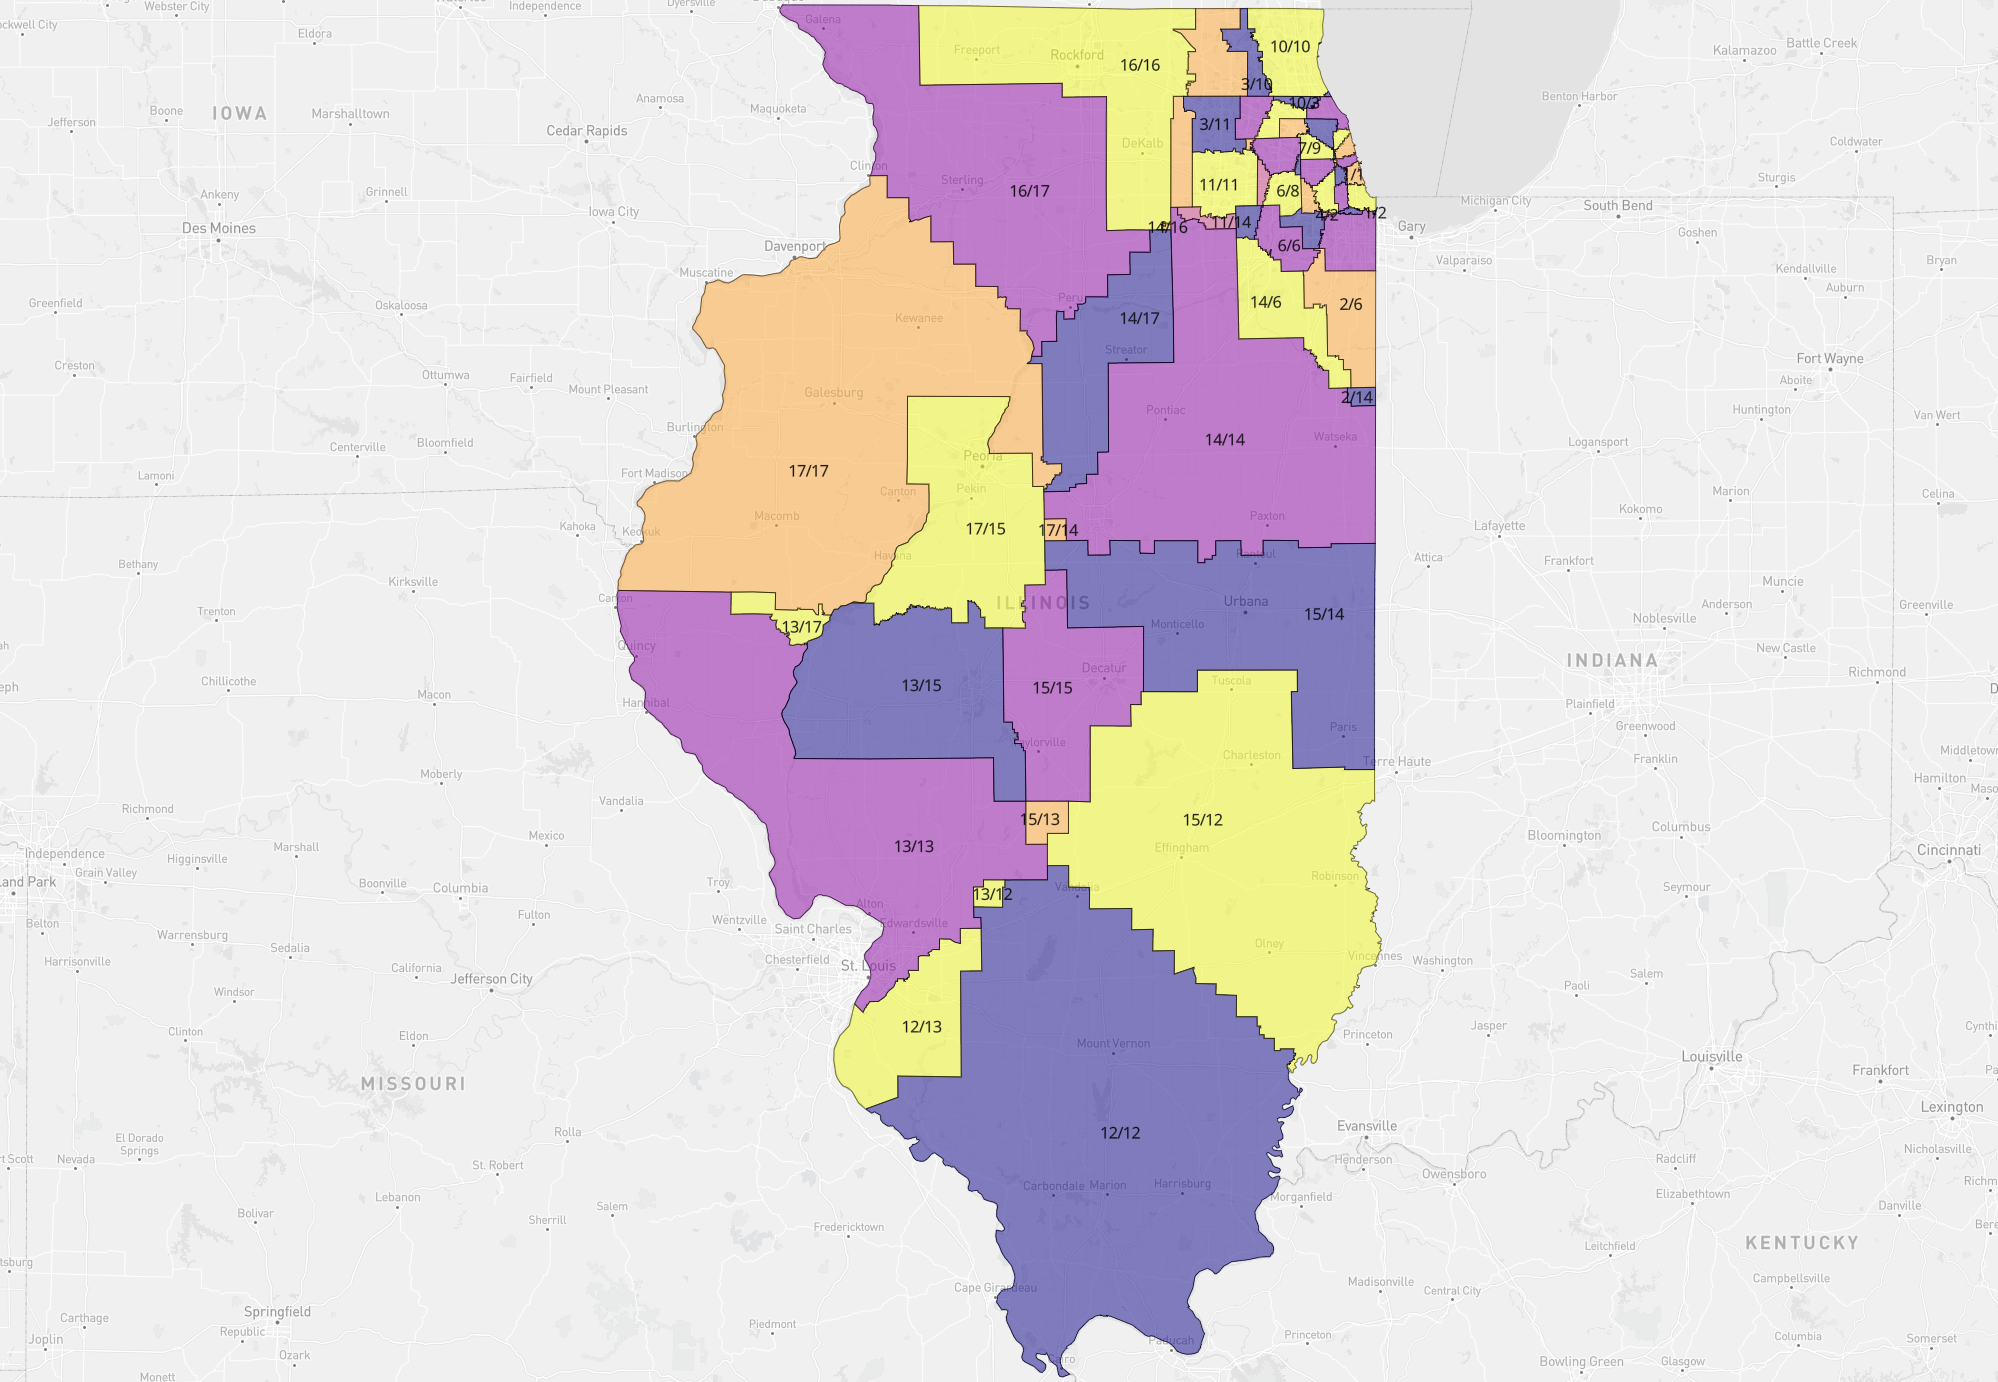 Webster City
Independence
Dyersville
Rockwell City
Eldora
Galena
Freeport
Rockford
16/16
10/10
Kalamazoo
Battle Creek
3/10
10/3
Benton Harbor
IOWA
Boone
Marshalltown
Anamosa
Maquoketa
Cedar Rapids
3/11
DeKalb
7/9
Coldwater
Ames
Clinton
Sterling
16/17
11/11
6/8
Sturgis
Ankeny
Grinnell
Iowa City
Michigan City
South Bend
Des Moines
Davenport
14/16
11/14
1/2
Gary
Goshen
6/6
Valparaiso
Bryan
Muscatine
Kendallville
Greenfield
Oskaloosa
Kewanee
Peru
14/6
2/6
Auburn
14/17
Streator
Creston
Ottumwa
Fairfield
Mount Pleasant
Galesburg
Fort Wayne
Aboite
2/14
Huntington
Van Wert
Pontiac
Watseka
14/14
Burlington
Centerville
Bloomfield
Logansport
Lamoni
Fort Madison
17/17
Peoria
Pekin
Canton
Marion
Celina
Macomb
Kahoka
Keokuk
17/15
17/14
Paxton
Kokomo
Lafayette
Havana
Rantoul
Attica
Frankfort
Bethany
Kirksville
Muncie
Canton
ILLINOIS
Urbana
15/14
Anderson
Greenville
Trenton
13/17
Monticello
Noblesville
Quincy
New Castle
INDIANA
Chillicothe
Decatur
13/15
15/15
Tuscola
Richmond
Macon
Hannibal
Plainfield
Greenwood
Paris
Taylorville
Charleston
Moberly
Terre Haute
Franklin
Middletown
Hamilton
Vandalia
Richmond
15/13
15/12
Bloomington
Columbus
Mexico
Marshall
13/13
Effingham
Independence
Higginsville
Grain Valley
Cincinnati
Robinson
Boonville
Columbia
Troy
13/12
Vandalia
Seymour
Alton
Edwardsville
Fulton
Wentzville
Belton
Warrensburg
Saint Charles
Sedalia
Chesterfield
St. Louis
Olney
Vincennes
Washington
Harrisonville
California
Jefferson City
Salem
Madison
Windsor
Paoli
12/13
Clinton
Eldon
Mount Vernon
Princeton
Jasper
Louisville
MISSOURI
Frankfort
Lexington
12/12
Evansville
El Dorado
Springs
Rolla
Nevada
St. Robert
Henderson
Owensboro
Radcliff
Nicholasville
Carbondale
Marion
Harrisburg
Lebanon
Morganfield
Elizabethtown
Danville
Bolivar
Sherrill
Salem
Fredericktown
KENTUCKY
Leitchfield
Cape Girardeau
Madisonville
Central City
Campbellsville
Springfield
Republic
Carthage
Piedmont
Paducah
Princeton
Columbia
Somerset
Joplin
Ozark
Cairo
Bowling Green
Glasgow
Monett